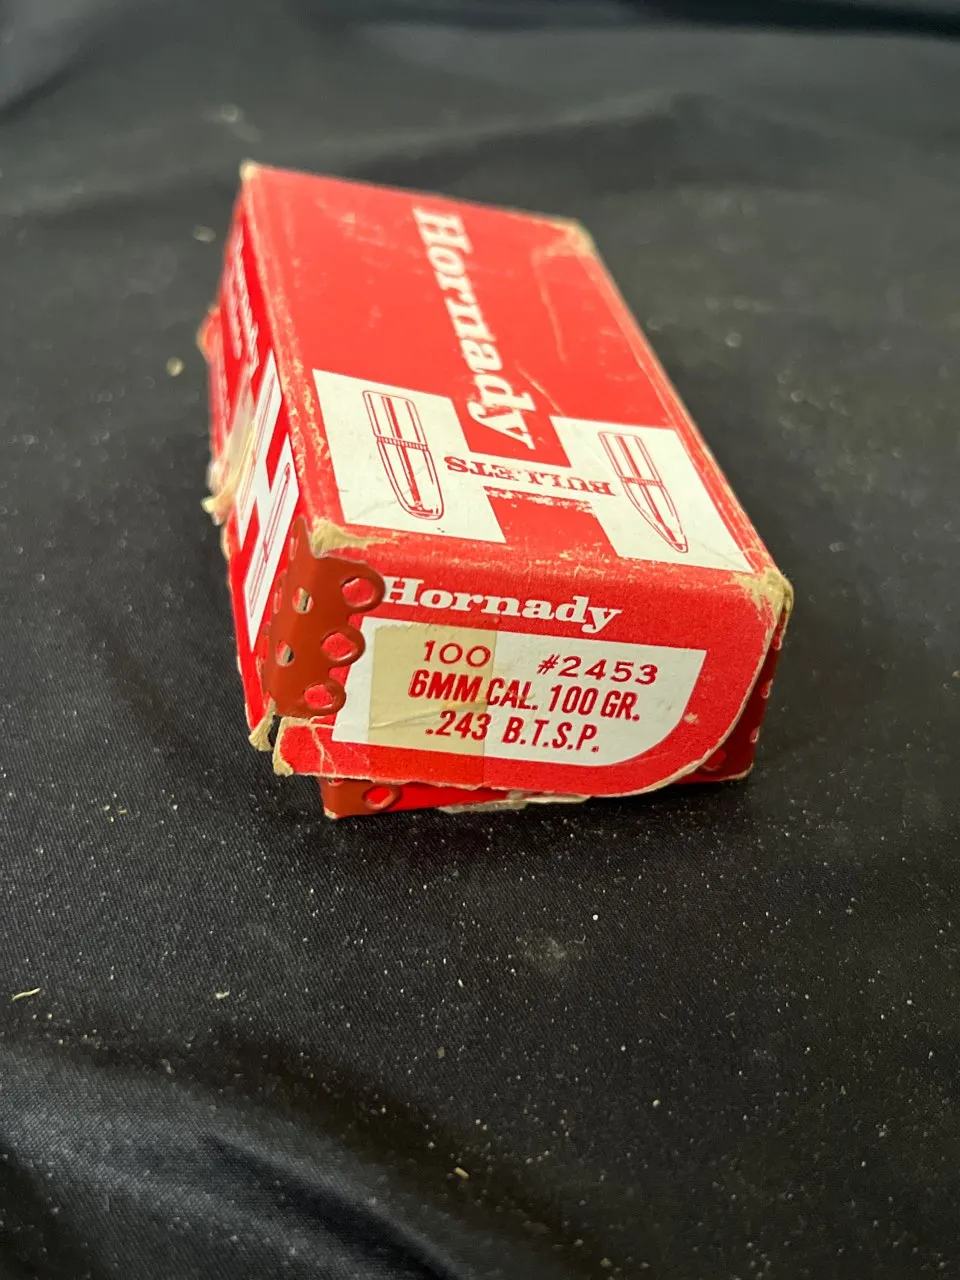 Hornady
BULLETS
Hornady
100 #2453
6MM CAL. 100 GR.
.243 B.T.S.P.